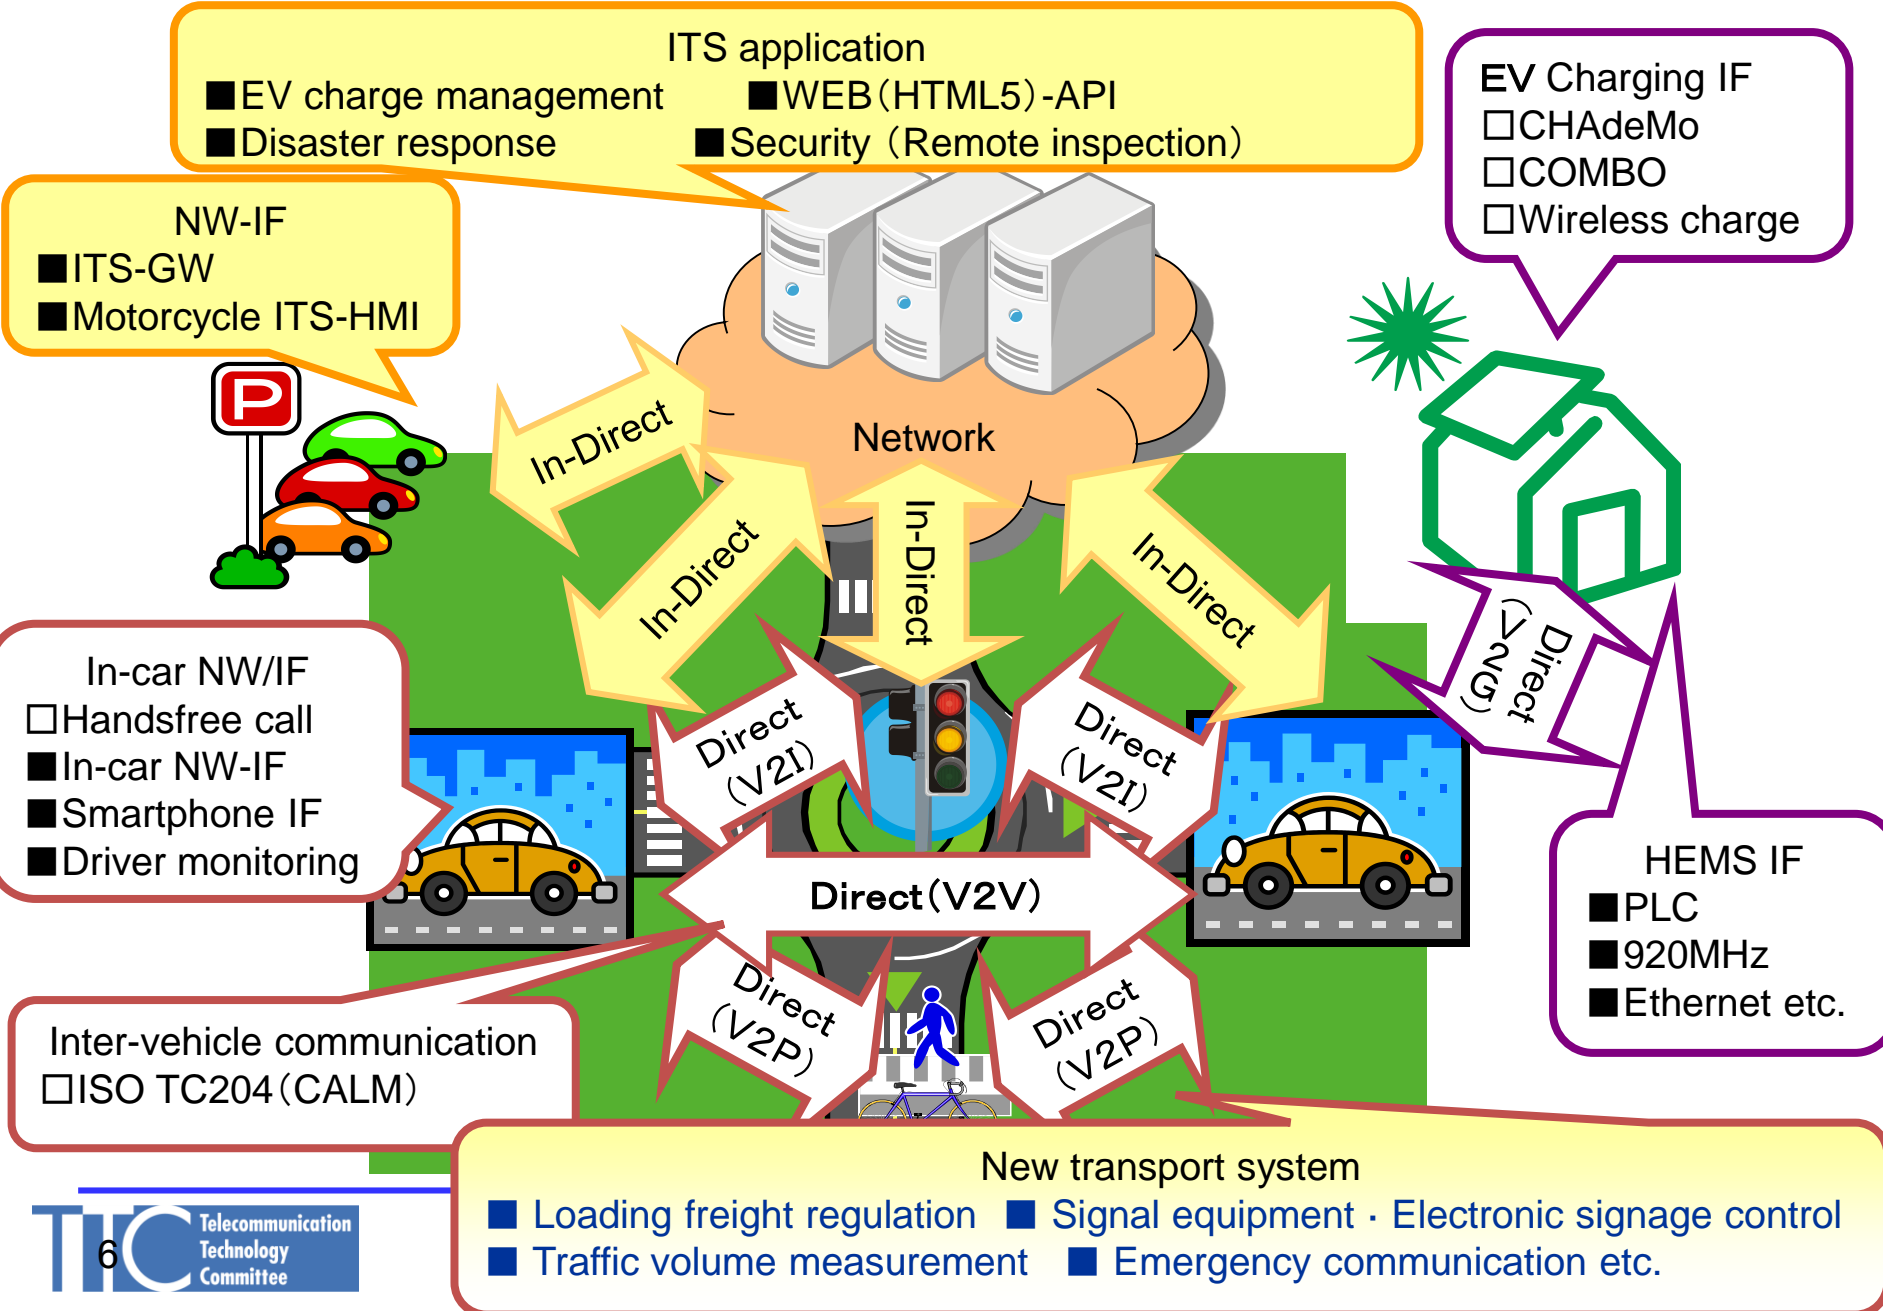 ITS application
■EV charge management ■WEB（HTML5）-API
■Disaster response ■Security（Remote inspection）
EV Charging IF
□CHAdeMo
□COMBO
□Wireless charge
NW-IF
■ITS-GW
■Motorcycle ITS-HMI
P
Network
In-Direct
In-Direct
In-Direct
In-Direct
Direct
（V2G）
In-car NW/IF
□Handsfree call
■In-car NW-IF
■Smartphone IF
■Driver monitoring
Direct
（V2I）
Direct
（V2I）
Direct（V2V）
HEMS IF
■PLC
■920MHz
■Ethernet etc.
Direct
（V2P）
Direct
（V2P）
Inter-vehicle communication
□ISO TC204（CALM）
New transport system
■ Loading freight regulation ■ Signal equipment・Electronic signage control
■ Traffic volume measurement ■ Emergency communication etc.
TTC
Telecommunication
Technology
Committee
6